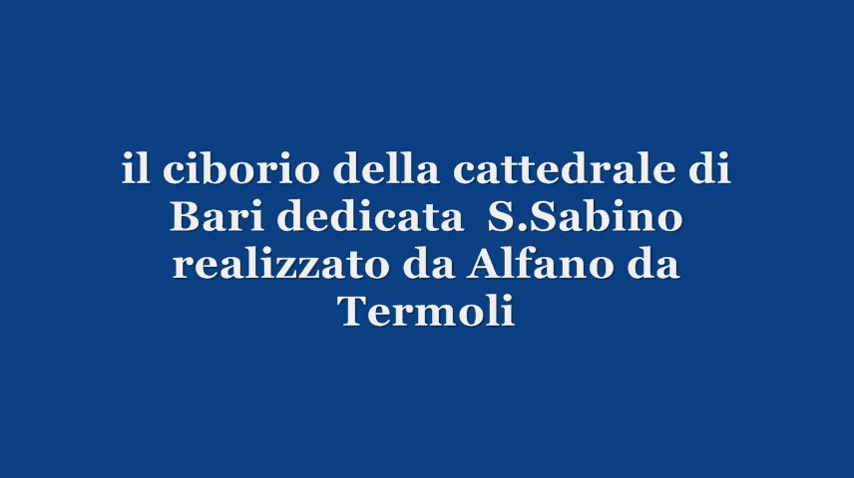 il ciborio della cattedrale di
Bari dedicata  S.Sabino
realizzato da Alfano da
Termoli